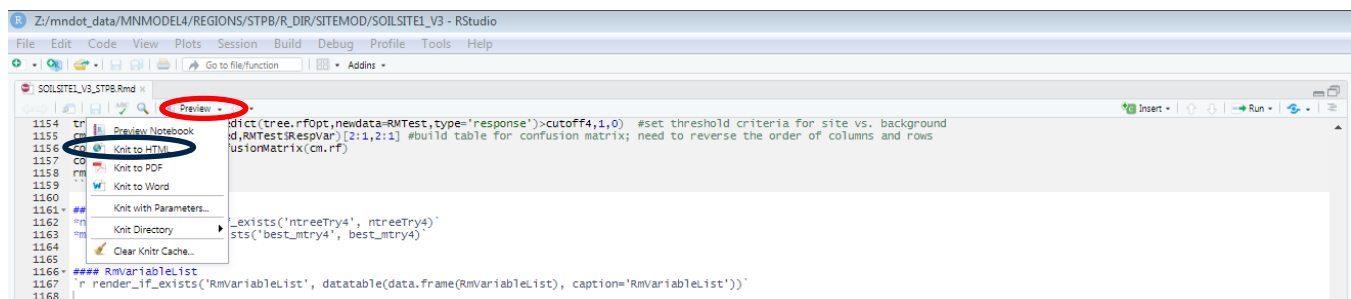 Z:/mndot_data/MNMODEL4/REGIONS/STPB/R_DIR/SITEMOD/SOILSITE1_V3 - RStudio
File Edit Code View Plots Session Build Debug Profile Tools Help
Go to file/function Addins
SOILSITE1_V3_STPB.Rmd
ABC Preview Insert Run
1154 tr edict(tree.rfOpt,newdata=RMTest,type='response')>cutoff4,1,0) #set threshold criteria for site vs. background
Preview Notebook
1155 cm ed,RMTest$RespVar)[2:1,2:1] #build table for confusion matrix; need to reverse the order of columns and rows
1156 co Knit to HTML fusionMatrix(cm.rf)
1157 co
Knit to PDF
1158 rm
1159 ```
Knit to Word
1160
1161 ##
Knit with Parameters...
1162 _exists('ntreeTry4', ntreeTry4)`
1163 Knit Directory sts('best_mtry4', best_mtry4)`
1164
Clear Knitr Cache...
1165
1166 #### RmVariableList
1167 `r render_if_exists('RmVariableList', datatable(data.frame(RmVariableList), caption='RmVariableList'))`
1168